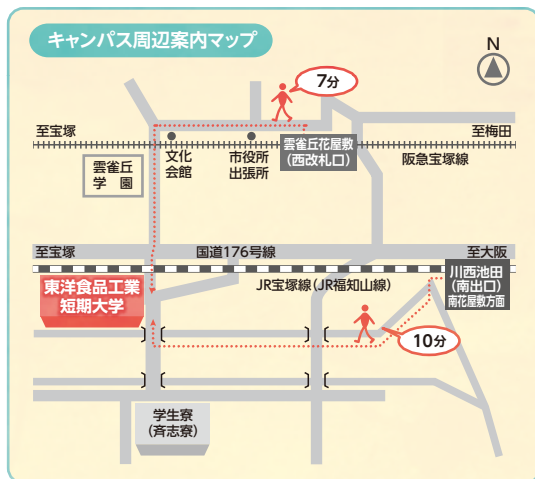 キャンパス周辺案内マップ
N
7分
至宝塚
至梅田
文化
会館
市役所
出張所
雲雀丘花屋敷
(西改札口)
阪急宝塚線
雲雀丘
学 園
至宝塚
国道176号線
至大阪
東洋食品工業
短期大学
JR宝塚線(JR福知山線)
川西池田
(南出口)
南花屋敷方面
10分
学生寮
(斉志寮)